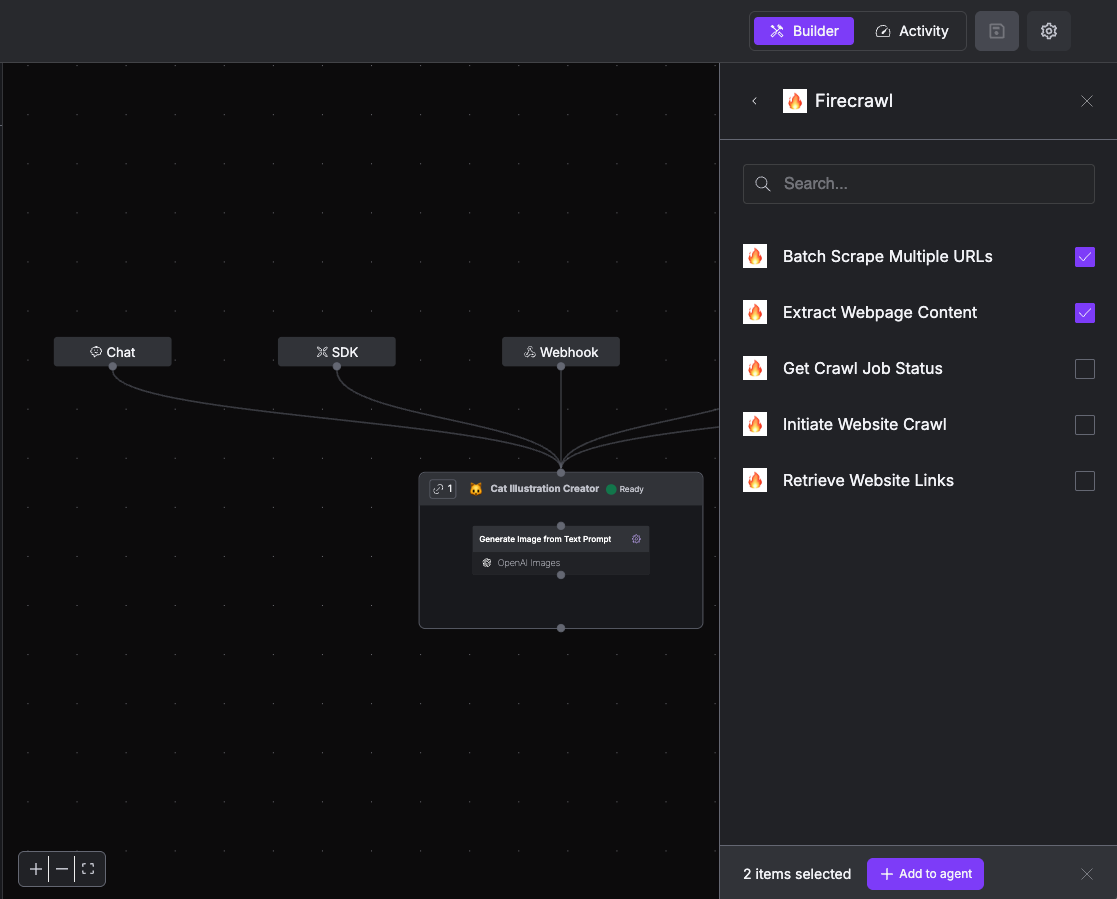 Builder
Activity
Firecrawl
Search...
Batch Scrape Multiple URLs
Extract Webpage Content
Get Crawl Job Status
Initiate Website Crawl
Retrieve Website Links
Chat
SDK
Webhook
1 Cat Illustration Creator Ready
Generate Image from Text Prompt
OpenAI Images
2 items selected
Add to agent